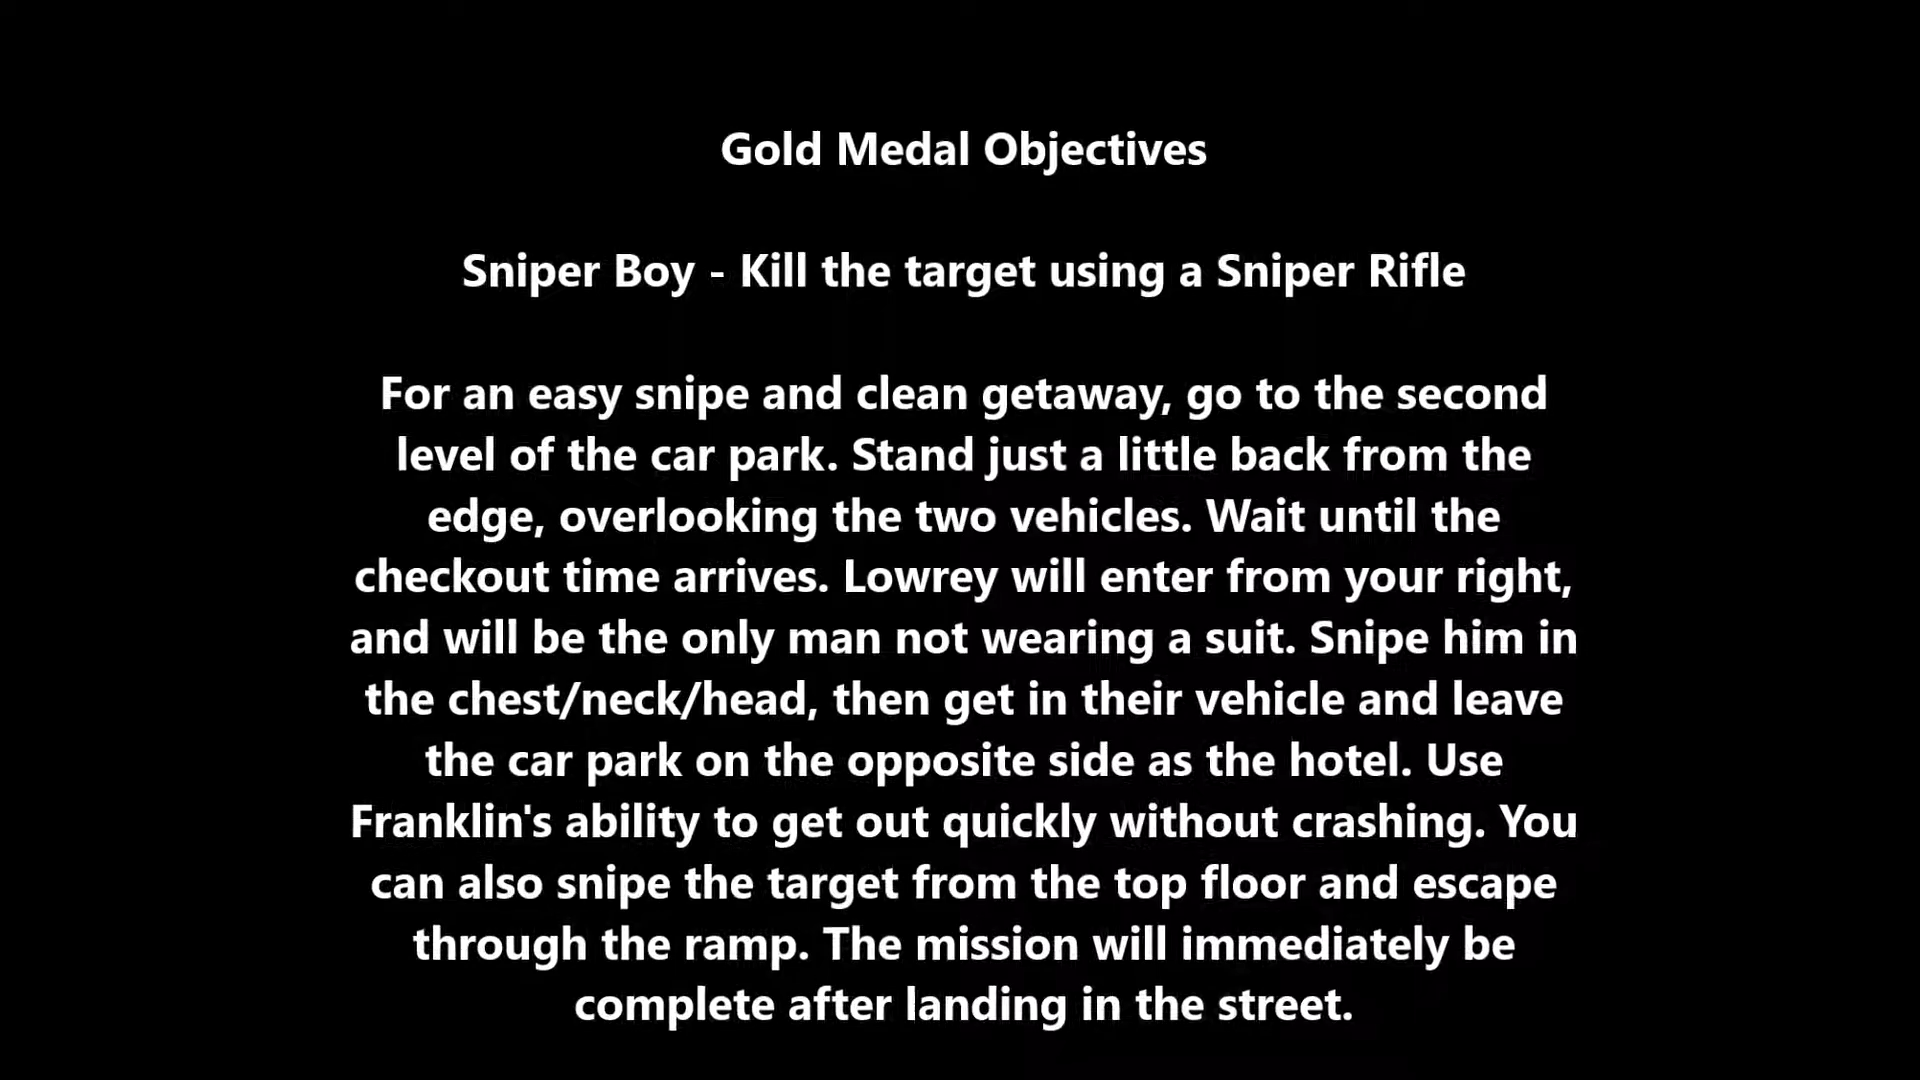 Gold Medal Objectives
Sniper Boy - Kill the target using a Sniper Rifle
For an easy snipe and clean getaway, go to the second
level of the car park. Stand just a little back from the
edge, overlooking the two vehicles. Wait until the
checkout time arrives. Lowrey will enter from your right,
and will be the only man not wearing a suit. Snipe him in
the chest/neck/head, then get in their vehicle and leave
the car park on the opposite side as the hotel. Use
Franklin's ability to get out quickly without crashing. You
can also snipe the target from the top floor and escape
through the ramp. The mission will immediately be
complete after landing in the street.